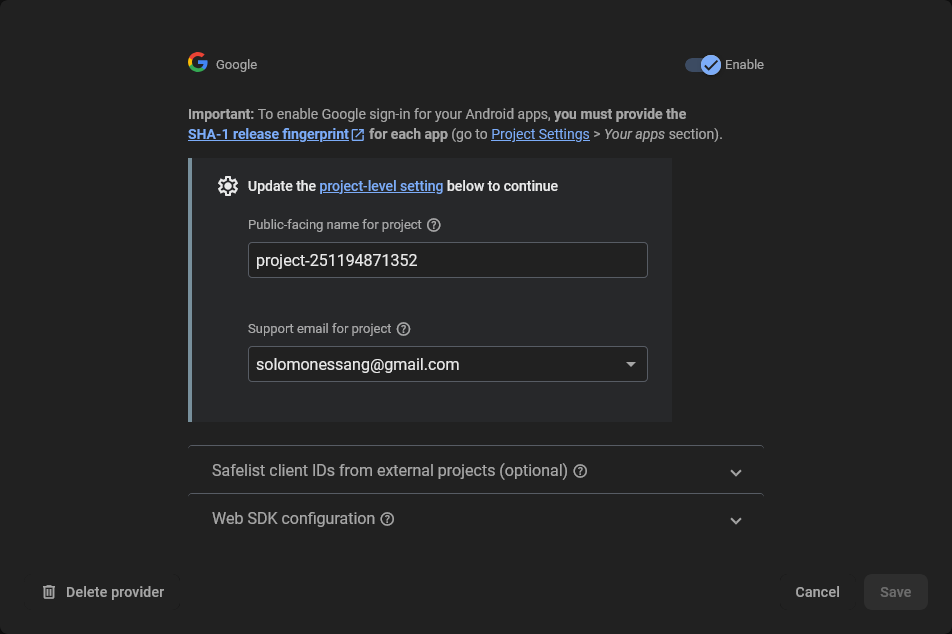 Google
Enable
Important: To enable Google sign-in for your Android apps, you must provide the
SHA-1 release fingerprint for each app (go to Project Settings > Your apps section).
Update the project-level setting below to continue
Public-facing name for project
project-251194871352
Support email for project
solomonessang@gmail.com
Safelist client IDs from external projects (optional)
Web SDK configuration
Delete provider
Cancel
Save